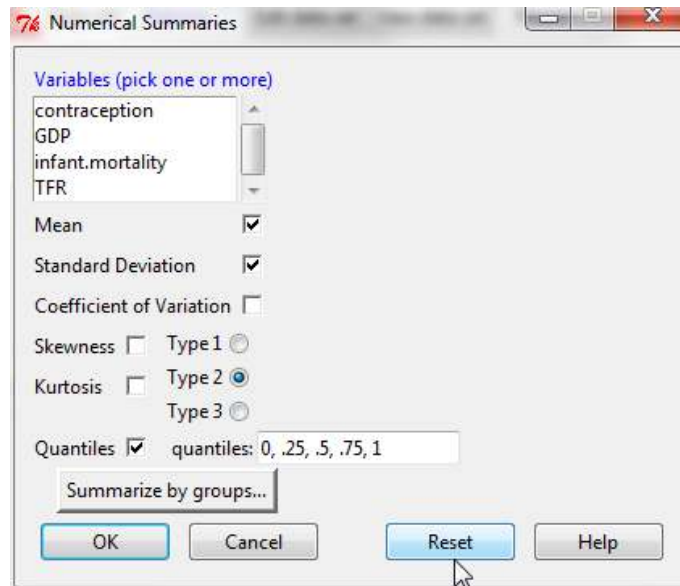 Numerical Summaries
Variables (pick one or more)
contraception
GDP
infant.mortality
TFR
Mean
Standard Deviation
Coefficient of Variation
Skewness Type 1
Kurtosis Type 2
Type 3
Quantiles quantiles: 0, .25, .5, .75, 1
Summarize by groups...
OK Cancel Reset Help